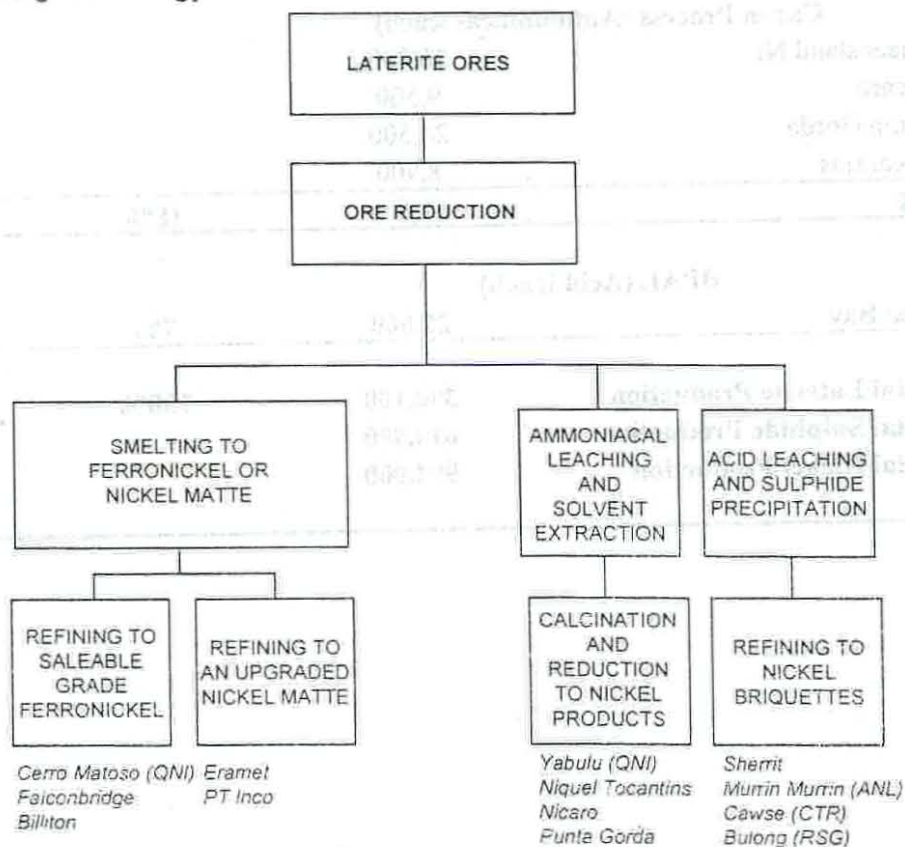 LATERITE ORES
ORE REDUCTION
SMELTING TO
FERRONICKEL OR
NICKEL MATTE
AMMONIACAL
LEACHING
AND
SOLVENT
EXTRACTION
ACID LEACHING
AND SULPHIDE
PRECIPITATION
REFINING TO
SALEABLE
GRADE
FERRONICKEL
REFINING TO
AN UPGRADED
NICKEL MATTE
CALCINATION
AND
REDUCTION
TO NICKEL
PRODUCTS
REFINING TO
NICKEL
BRIQUETTES
Cerro Matoso (QNI)
Falconbridge
Billiton
Eramet
PT Inco
Yabulu (QNI)
Niquel Tocantins
Nicaro
Punta Gorda
Sherrit
Murrin Murrin (ANL)
Cawse (CTR)
Bulong (RSG)